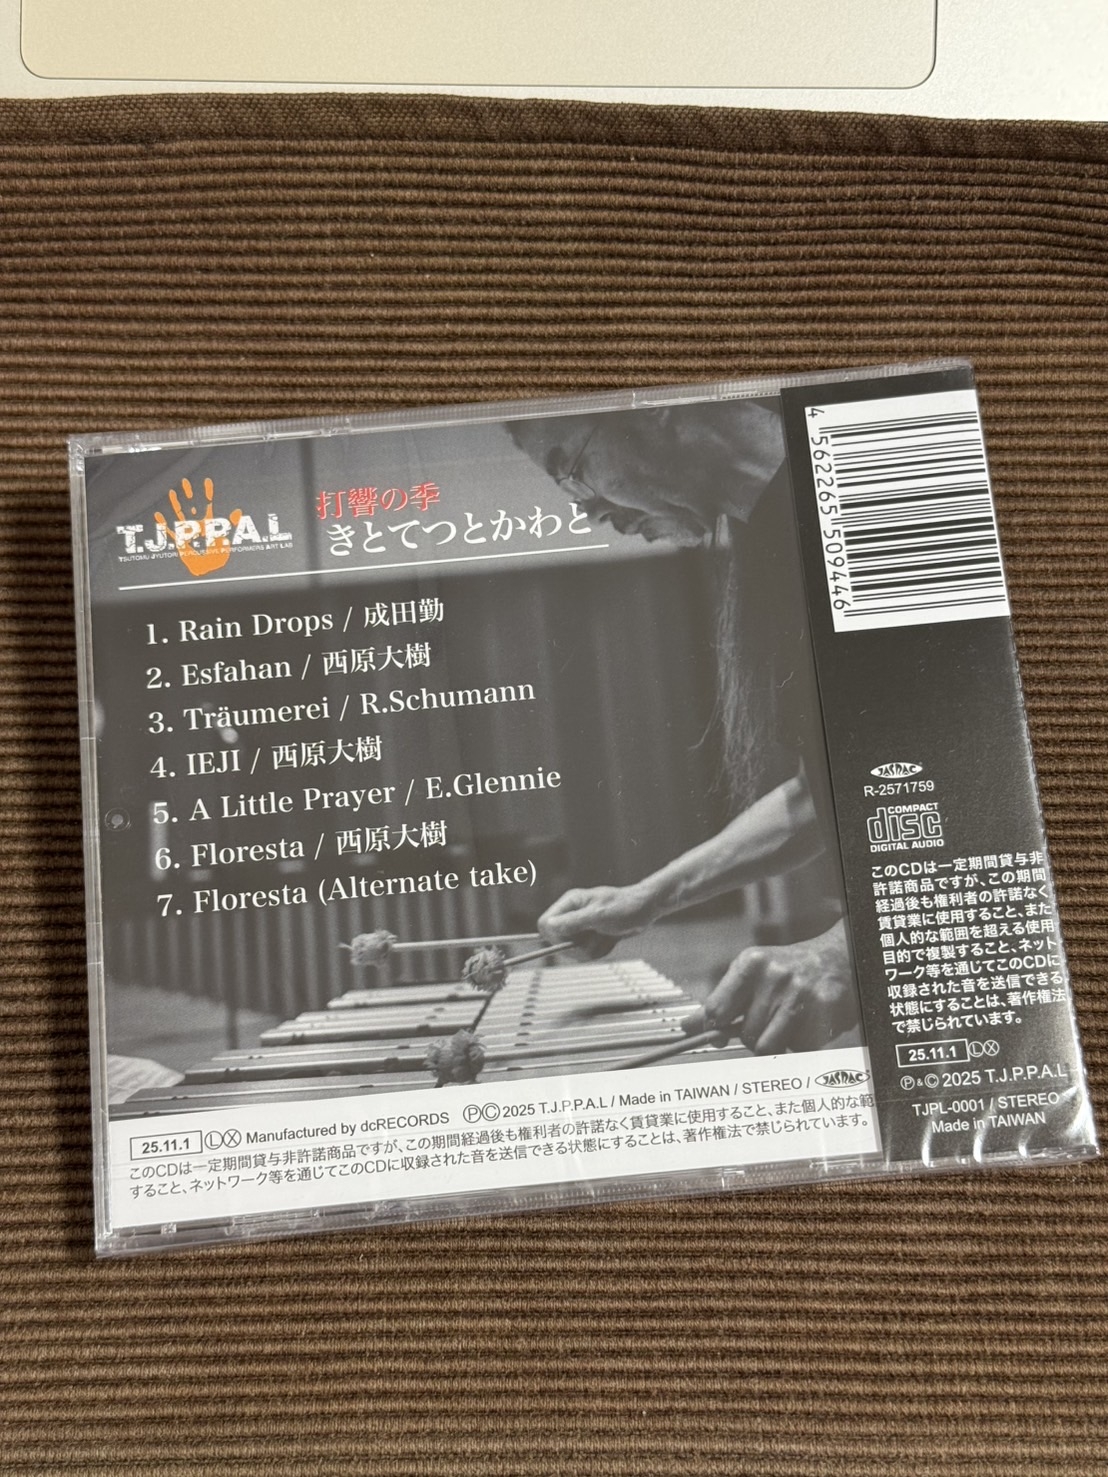 T.J.P.P.A.L
TSUTOMU JYUTORI PERCUSSIVE PERFORMERS ART LAB
打響の季
きとてつとかわと
1. Rain Drops / 成田勤
2. Esfahan / 西原大樹
3. Träumerei / R.Schumann
4. IEJI / 西原大樹
5. A Little Prayer / E.Glennie
6. Floresta / 西原大樹
7. Floresta (Alternate take)
25.11.1 Ⓛ Ⓧ Manufactured by dcRECORDS ⓅⒸ 2025 T.J.P.P.A.L / Made in TAIWAN / STEREO / JASRAC
このCDは一定期間貸与非許諾商品ですが、この期間経過後も権利者の許諾なく賃貸業に使用すること、また個人的な範
すること、ネットワーク等を通じてこのCDに収録された音を送信できる状態にすることは、著作権法で禁じられています。
4 562265 509446
JASRAC
R-2571759
COMPACT
disc
DIGITAL AUDIO
このCDは一定期間貸与非
許諾商品ですが、この期間
経過後も権利者の許諾なく
賃貸業に使用すること、また
個人的な範囲を超える使用
目的で複製すること、ネット
ワーク等を通じてこのCDに
収録された音を送信できる
状態にすることは、著作権法
で禁じられています。
25.11.1 Ⓛ Ⓧ
Ⓟ&Ⓒ 2025 T.J.P.P.A.L
TJPL-0001 / STEREO
Made in TAIWAN